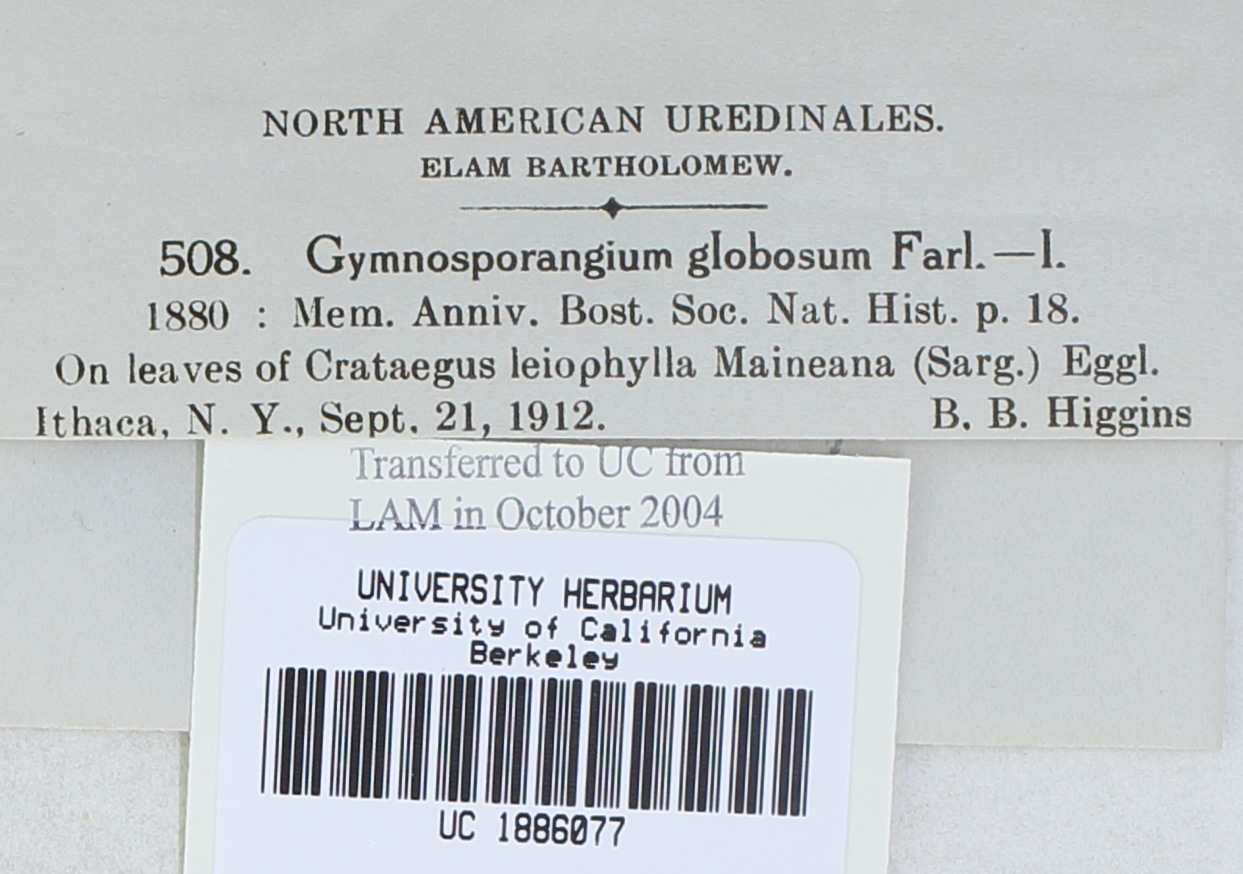 NORTH AMERICAN UREDINALES.
ELAM BARTHOLOMEW.
508. Gymnosporangium globosum Farl.—I.
1880 : Mem. Anniv. Bost. Soc. Nat. Hist. p. 18.
On leaves of Crataegus leiophylla Maineana (Sarg.) Eggl.
Ithaca, N. Y., Sept. 21, 1912. B. B. Higgins
Transferred to UC from
LAM in October 2004
UNIVERSITY HERBARIUM
University of California
Berkeley
UC 1886077